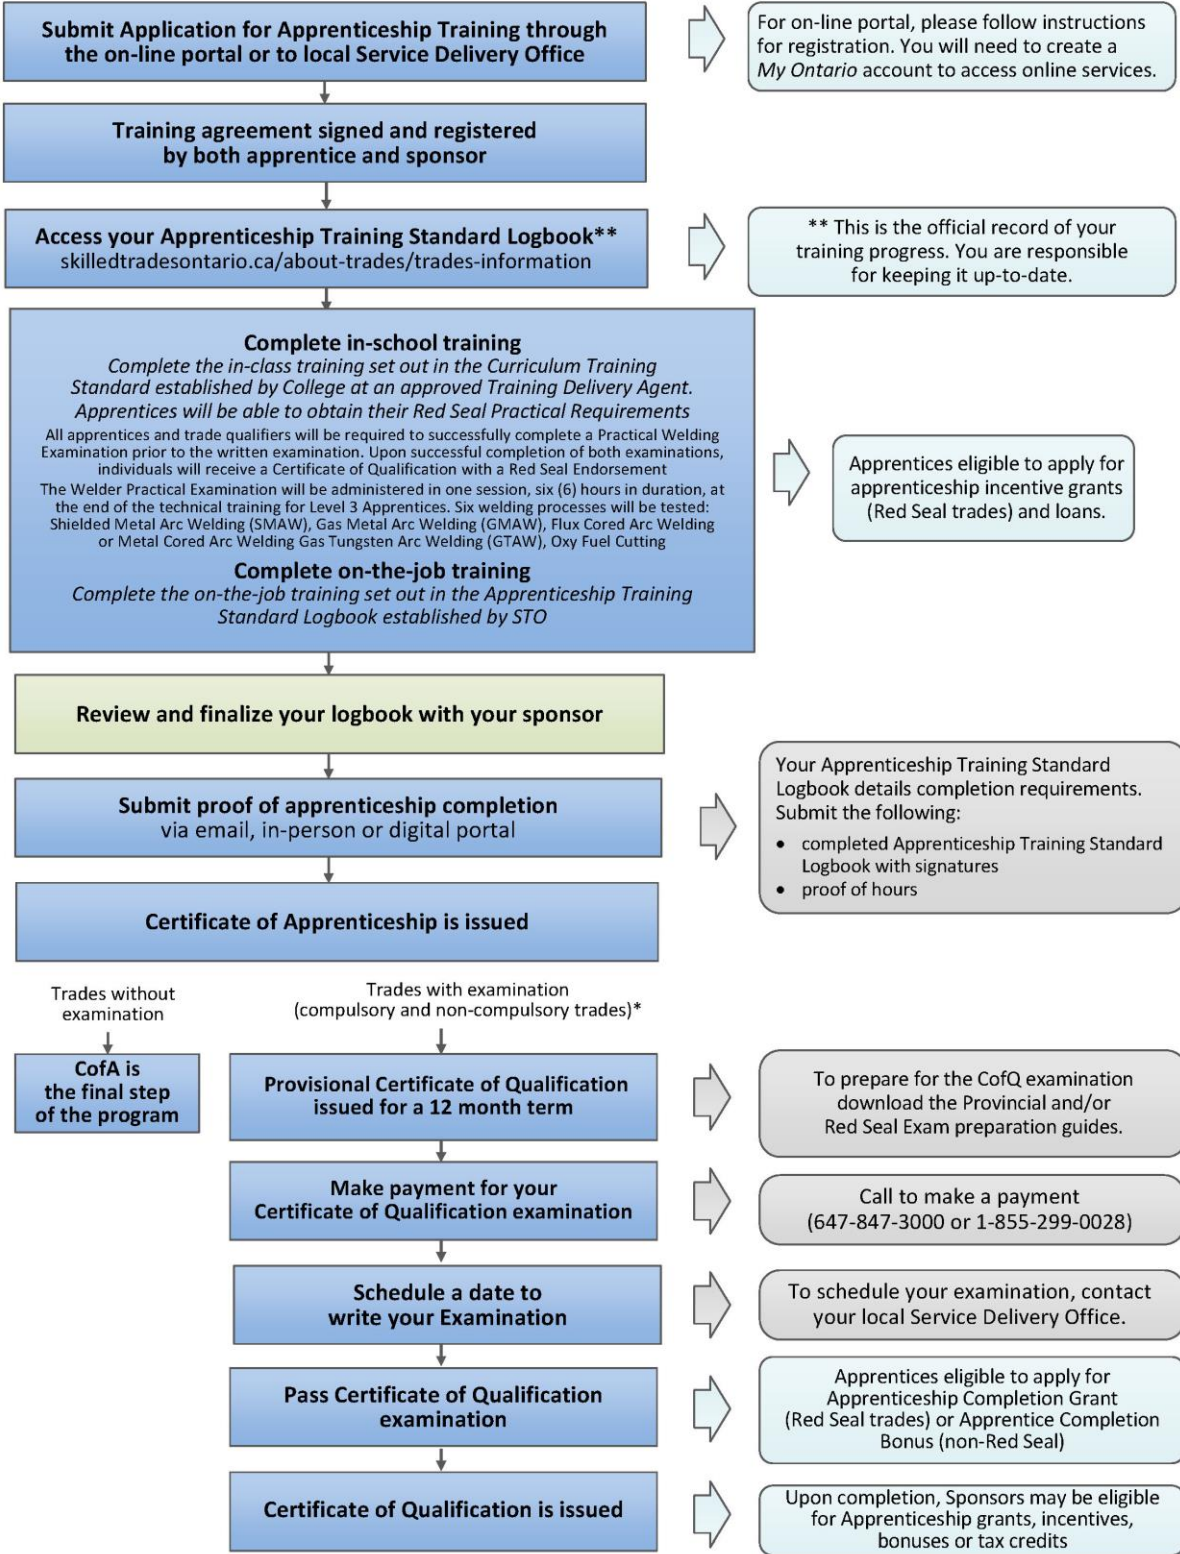 Submit Application for Apprenticeship Training through
the on-line portal or to local Service Delivery Office
For on-line portal, please follow instructions
for registration. You will need to create a
My Ontario account to access online services.
Training agreement signed and registered
by both apprentice and sponsor
Access your Apprenticeship Training Standard Logbook**
skilledtradesontario.ca/about-trades/trades-information
** This is the official record of your
training progress. You are responsible
for keeping it up-to-date.
Complete in-school training
Complete the in-class training set out in the Curriculum Training
Standard established by College at an approved Training Delivery Agent.
Apprentices will be able to obtain their Red Seal Practical Requirements
All apprentices and trade qualifiers will be required to successfully complete a Practical Welding
Examination prior to the written examination. Upon successful completion of both examinations,
individuals will receive a Certificate of Qualification with a Red Seal Endorsement
The Welder Practical Examination will be administered in one session, six (6) hours in duration, at
the end of the technical training for Level 3 Apprentices. Six welding processes will be tested:
Shielded Metal Arc Welding (SMAW), Gas Metal Arc Welding (GMAW), Flux Cored Arc Welding
or Metal Cored Arc Welding Gas Tungsten Arc Welding (GTAW), Oxy Fuel Cutting
Complete on-the-job training
Complete the on-the-job training set out in the Apprenticeship Training
Standard Logbook established by STO
Apprentices eligible to apply for
apprenticeship incentive grants
(Red Seal trades) and loans.
Review and finalize your logbook with your sponsor
Submit proof of apprenticeship completion
via email, in-person or digital portal
Your Apprenticeship Training Standard
Logbook details completion requirements.
Submit the following:
• completed Apprenticeship Training Standard
Logbook with signatures
• proof of hours
Certificate of Apprenticeship is issued
Trades without
examination
Trades with examination
(compulsory and non-compulsory trades)*
CofA is
the final step
of the program
Provisional Certificate of Qualification
issued for a 12 month term
To prepare for the CofQ examination
download the Provincial and/or
Red Seal Exam preparation guides.
Make payment for your
Certificate of Qualification examination
Call to make a payment
(647-847-3000 or 1-855-299-0028)
Schedule a date to
write your Examination
To schedule your examination, contact
your local Service Delivery Office.
Pass Certificate of Qualification
examination
Apprentices eligible to apply for
Apprenticeship Completion Grant
(Red Seal trades) or Apprentice Completion
Bonus (non-Red Seal)
Certificate of Qualification is issued
Upon completion, Sponsors may be eligible
for Apprenticeship grants, incentives,
bonuses or tax credits